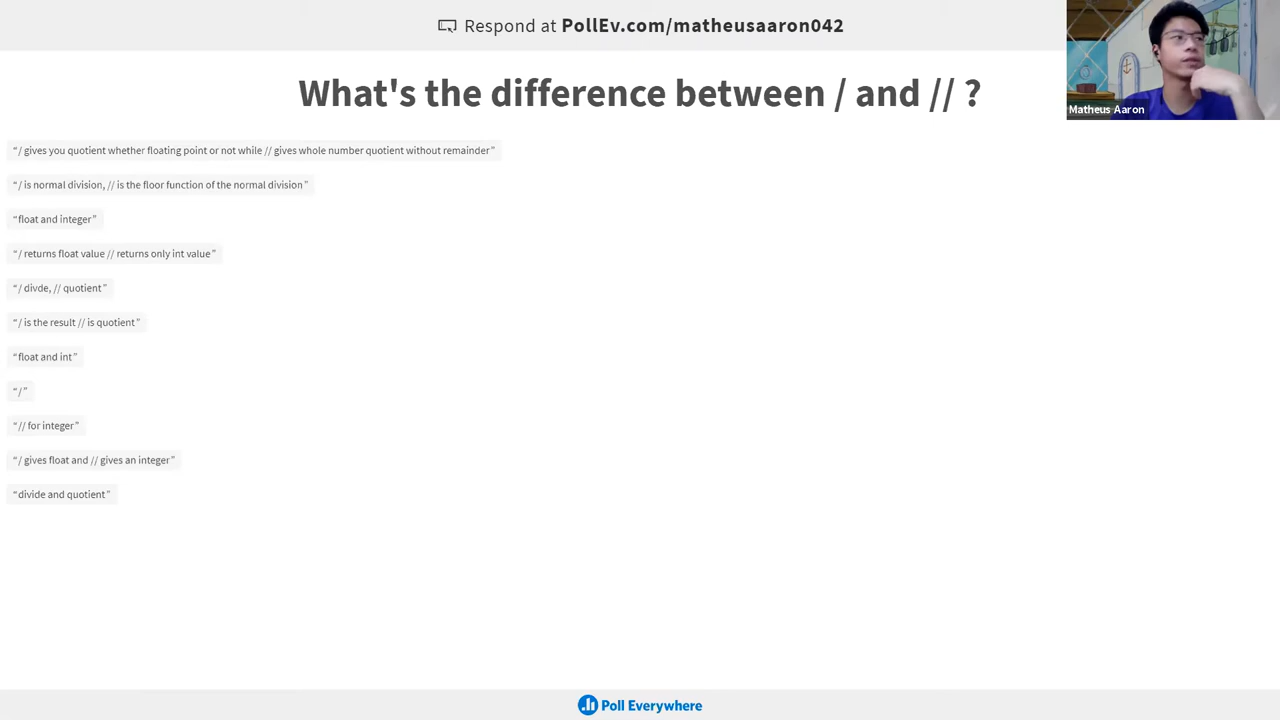 Respond at PollEv.com/matheusaaron042
What's the difference between / and // ?
Matheus Aaron
“/ gives you quotient whether floating point or not while // gives whole number quotient without remainder”
“/ is normal division, // is the floor function of the normal division”
“float and integer”
“/ returns float value // returns only int value”
“/ divde, // quotient”
“/ is the result // is quotient”
“float and int”
“/”
“// for integer”
“/ gives float and // gives an integer”
“divide and quotient”
Poll Everywhere